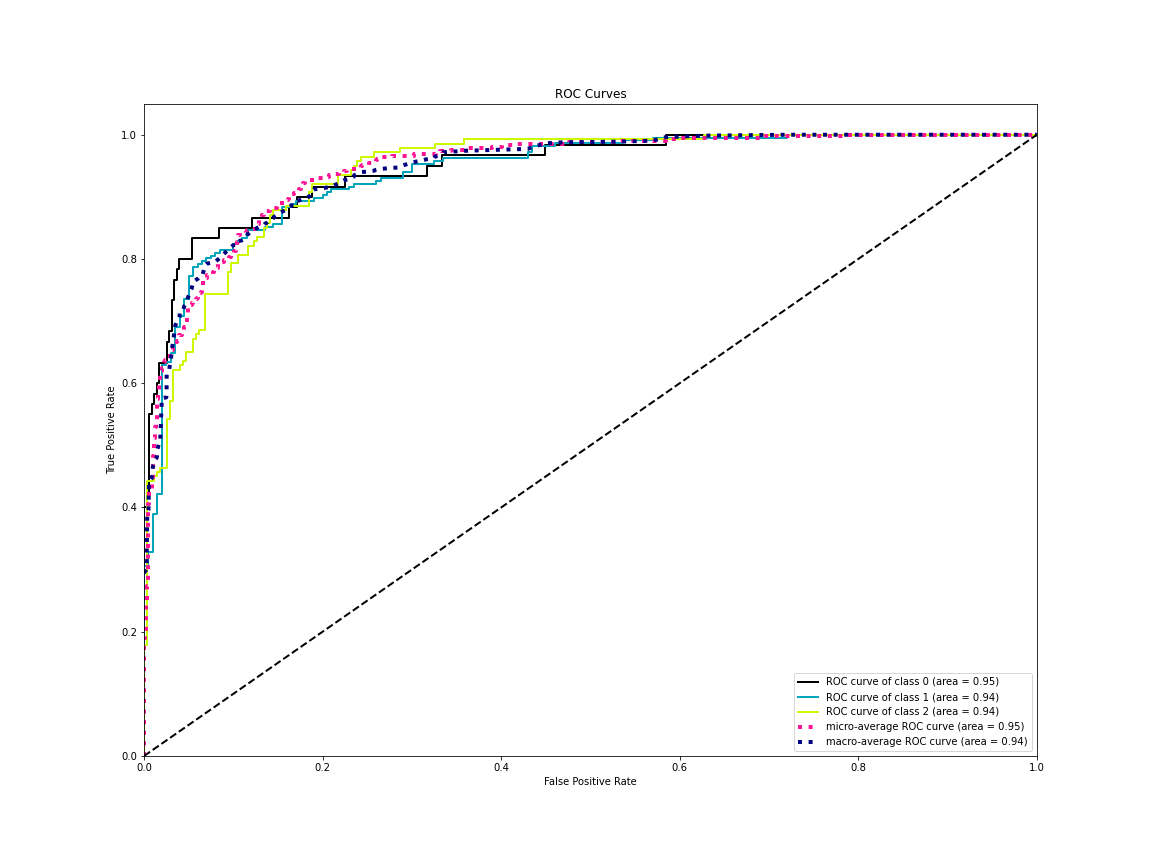 ROC Curves
1.0
0.8
0.6
0.4
0.2
0.0
True Positive Rate
0.0 0.2 0.4 0.6 0.8 1.0
False Positive Rate
ROC curve of class 0 (area = 0.95)
ROC curve of class 1 (area = 0.94)
ROC curve of class 2 (area = 0.94)
micro-average ROC curve (area = 0.95)
macro-average ROC curve (area = 0.94)